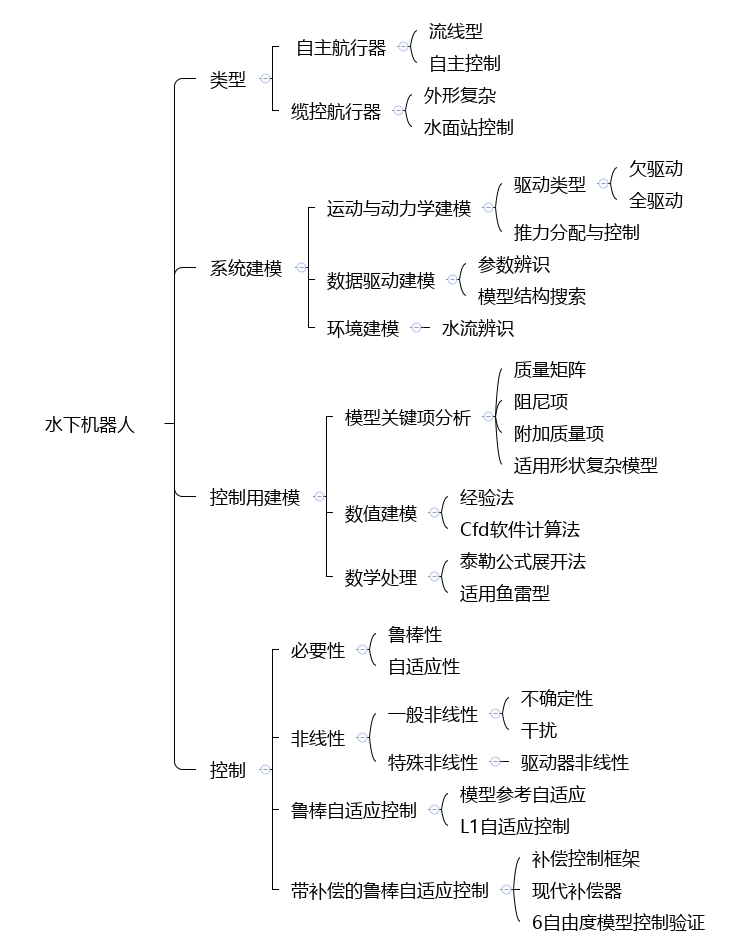 水下机器人
类型
自主航行器
流线型
自主控制
缆控航行器
外形复杂
水面站控制
系统建模
运动与动力学建模
驱动类型
欠驱动
全驱动
推力分配与控制
数据驱动建模
参数辨识
模型结构搜索
环境建模
水流辨识
控制用建模
模型关键项分析
质量矩阵
阻尼项
附加质量项
适用形状复杂模型
数值建模
经验法
Cfd软件计算法
数学处理
泰勒公式展开法
适用鱼雷型
控制
必要性
鲁棒性
自适应性
非线性
一般非线性
不确定性
干扰
特殊非线性
驱动器非线性
鲁棒自适应控制
模型参考自适应
L1自适应控制
带补偿的鲁棒自适应控制
补偿控制框架
现代补偿器
6自由度模型控制验证